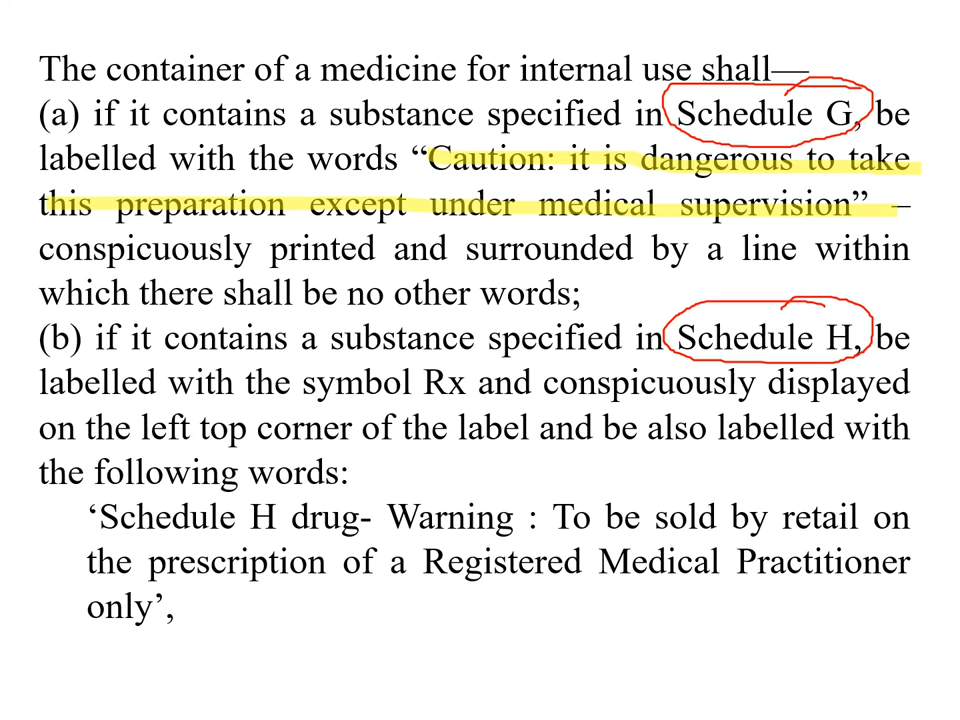 The container of a medicine for internal use shall—
(a) if it contains a substance specified in Schedule G, be
labelled with the words “Caution: it is dangerous to take
this preparation except under medical supervision” –
conspicuously printed and surrounded by a line within
which there shall be no other words;
(b) if it contains a substance specified in Schedule H, be
labelled with the symbol Rx and conspicuously displayed
on the left top corner of the label and be also labelled with
the following words:
‘Schedule H drug- Warning : To be sold by retail on
the prescription of a Registered Medical Practitioner
only’,